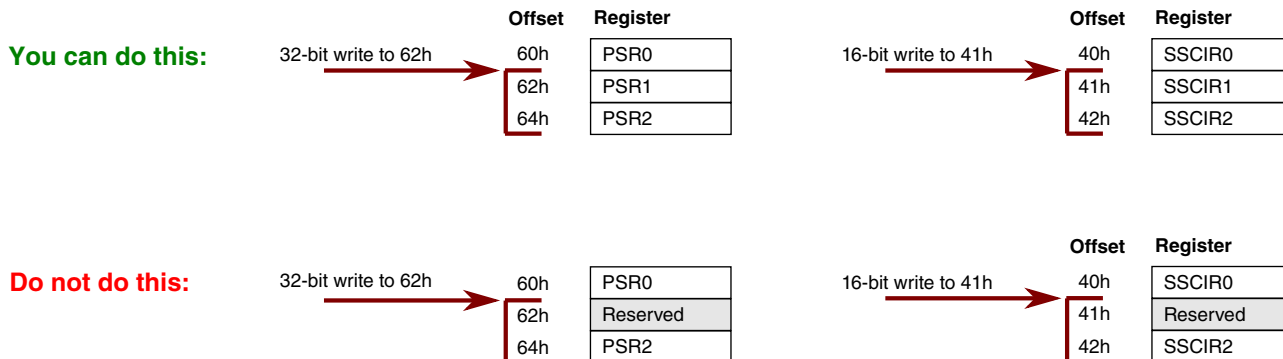 Offset Register Offset Register
You can do this: 32-bit write to 62h 60h PSR0 16-bit write to 41h 40h SSCIR0
62h PSR1 41h SSCIR1
64h PSR2 42h SSCIR2
Offset Register
Do not do this: 32-bit write to 62h 60h PSR0 16-bit write to 41h 40h SSCIR0
62h Reserved 41h Reserved
64h PSR2 42h SSCIR2